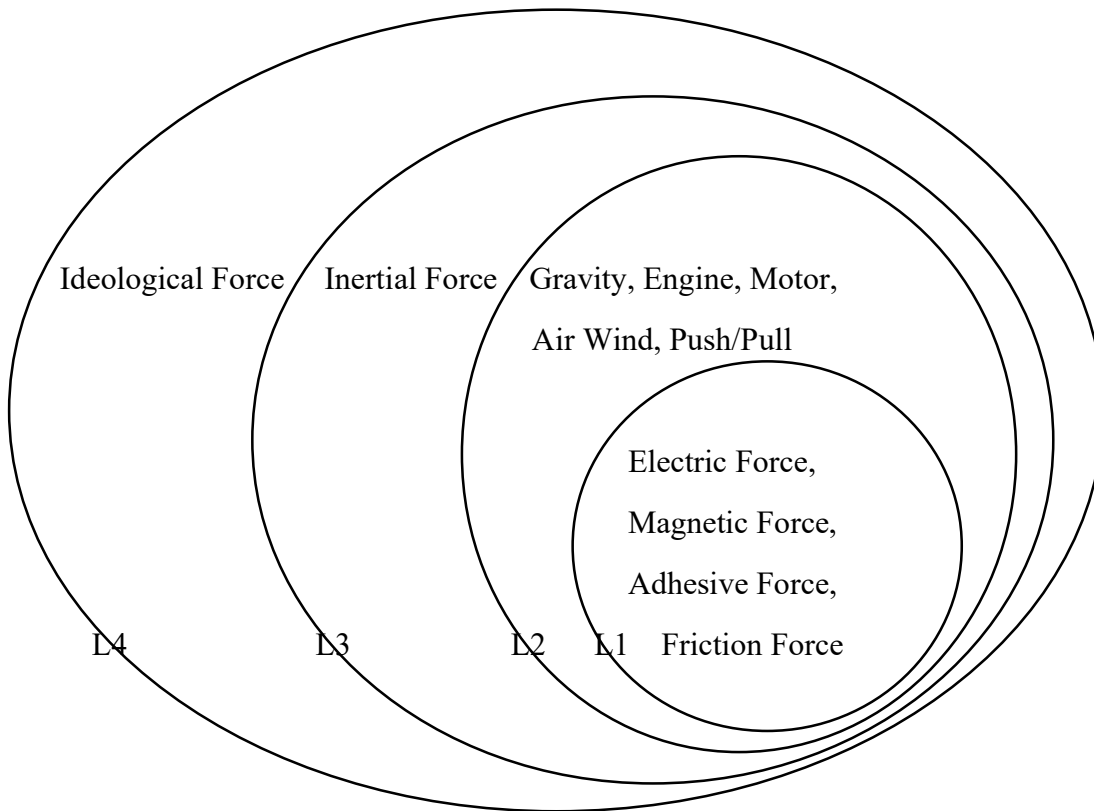 Ideological Force Inertial Force Gravity, Engine, Motor,
Air Wind, Push/Pull
Electric Force,
Magnetic Force,
Adhesive Force,
L4 L3 L2 L1 Friction Force